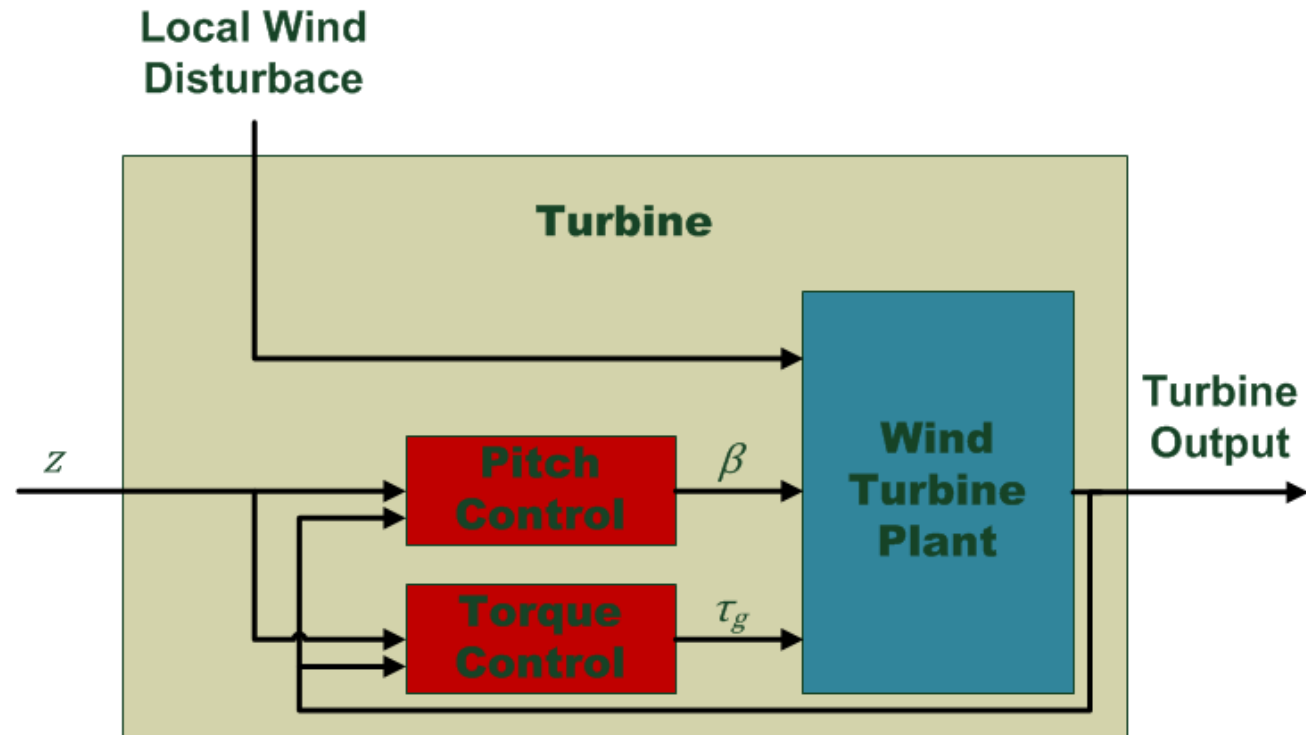 Local Wind
Disturbace
Turbine
Turbine
Output
z
Pitch
Control
β
Wind
Turbine
Plant
Torque
Control
τg